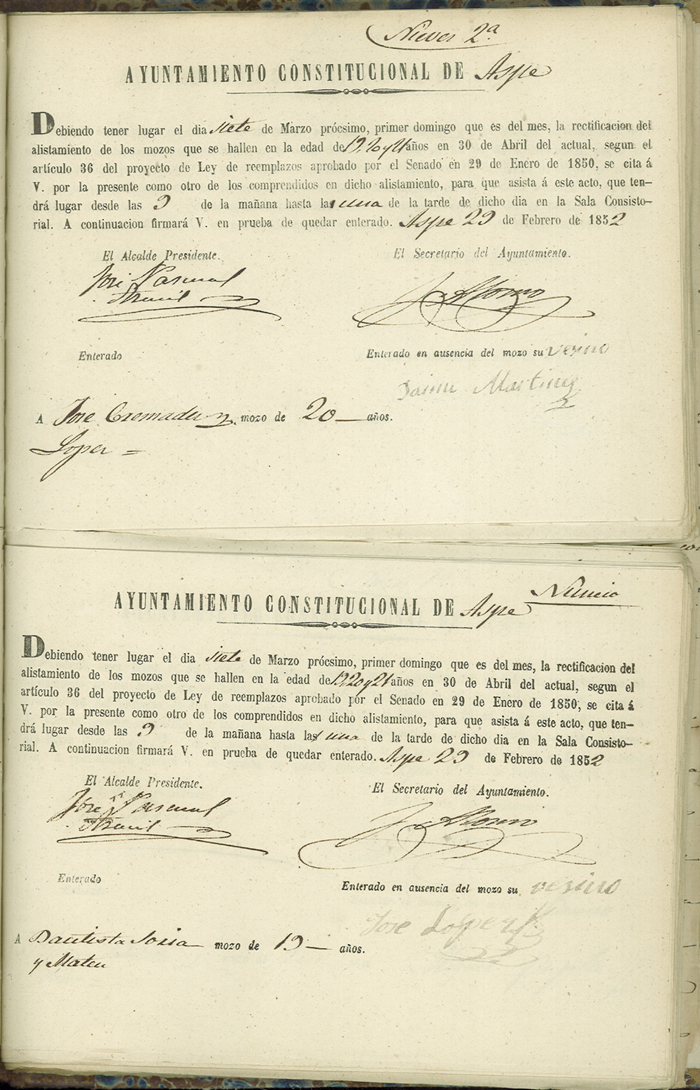 Nieves 2ª
AYUNTAMIENTO CONSTITUCIONAL DE Aspe
Debiendo tener lugar el dia siete de Marzo prócsimo, primer domingo que es del mes, la rectificacion del
alistamiento de los mozos que se hallen en la edad de 19, 20 y 21 años en 30 de Abril del actual, segun el
artículo 36 del proyecto de Ley de reemplazos aprobado por el Senado en 29 de Enero de 1850, se cita á
V. por la presente como otro de los comprendidos en dicho alistamiento, para que asista á este acto, que ten-
drá lugar desde las 9 de la mañana hasta la una de la tarde de dicho dia en la Sala Consisto-
rial. A continuacion firmará V. en prueba de quedar enterado. Aspe 29 de Febrero de 1852
El Alcalde Presidente. El Secretario del Ayuntamiento.
José Pascual
Enterado Enterado en ausencia del mozo su vecino
Jaime Martinez
A Jose Cremades mozo de 20 años.
Lopez
AYUNTAMIENTO CONSTITUCIONAL DE Aspe
Debiendo tener lugar el dia siete de Marzo prócsimo, primer domingo que es del mes, la rectificacion del
alistamiento de los mozos que se hallen en la edad de 19 20 y 21 años en 30 de Abril del actual, segun el
artículo 36 del proyecto de Ley de reemplazos aprobado por el Senado en 29 de Enero de 1850, se cita á
V. por la presente como otro de los comprendidos en dicho alistamiento, para que asista á este acto, que ten-
drá lugar desde las 9 de la mañana hasta las una de la tarde de dicho dia en la Sala Consisto-
rial. A continuacion firmará V. en prueba de quedar enterado. Aspe 29 de Febrero de 1852
El Alcalde Presidente. El Secretario del Ayuntamiento.
José Pascual
Enterado Enterado en ausencia del mozo su vecino
Jose Lopez
A Bautista Soria mozo de 19 años.
y Mateu